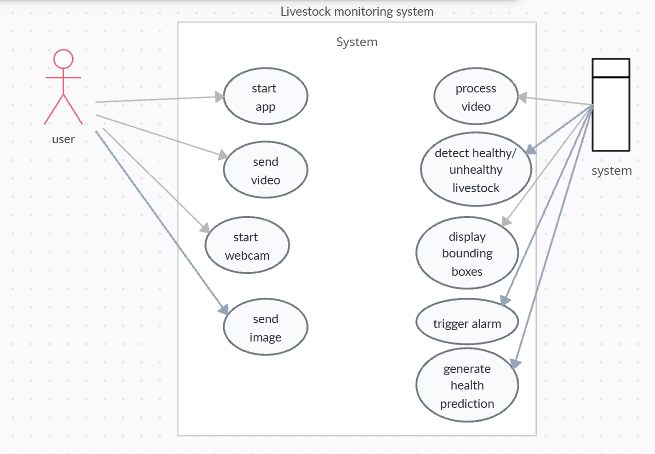 Livestock monitoring system
System
user
start
app
send
video
start
webcam
send
image
process
video
detect healthy/
unhealthy
livestock
display
bounding
boxes
trigger alarm
generate
health
prediction
system